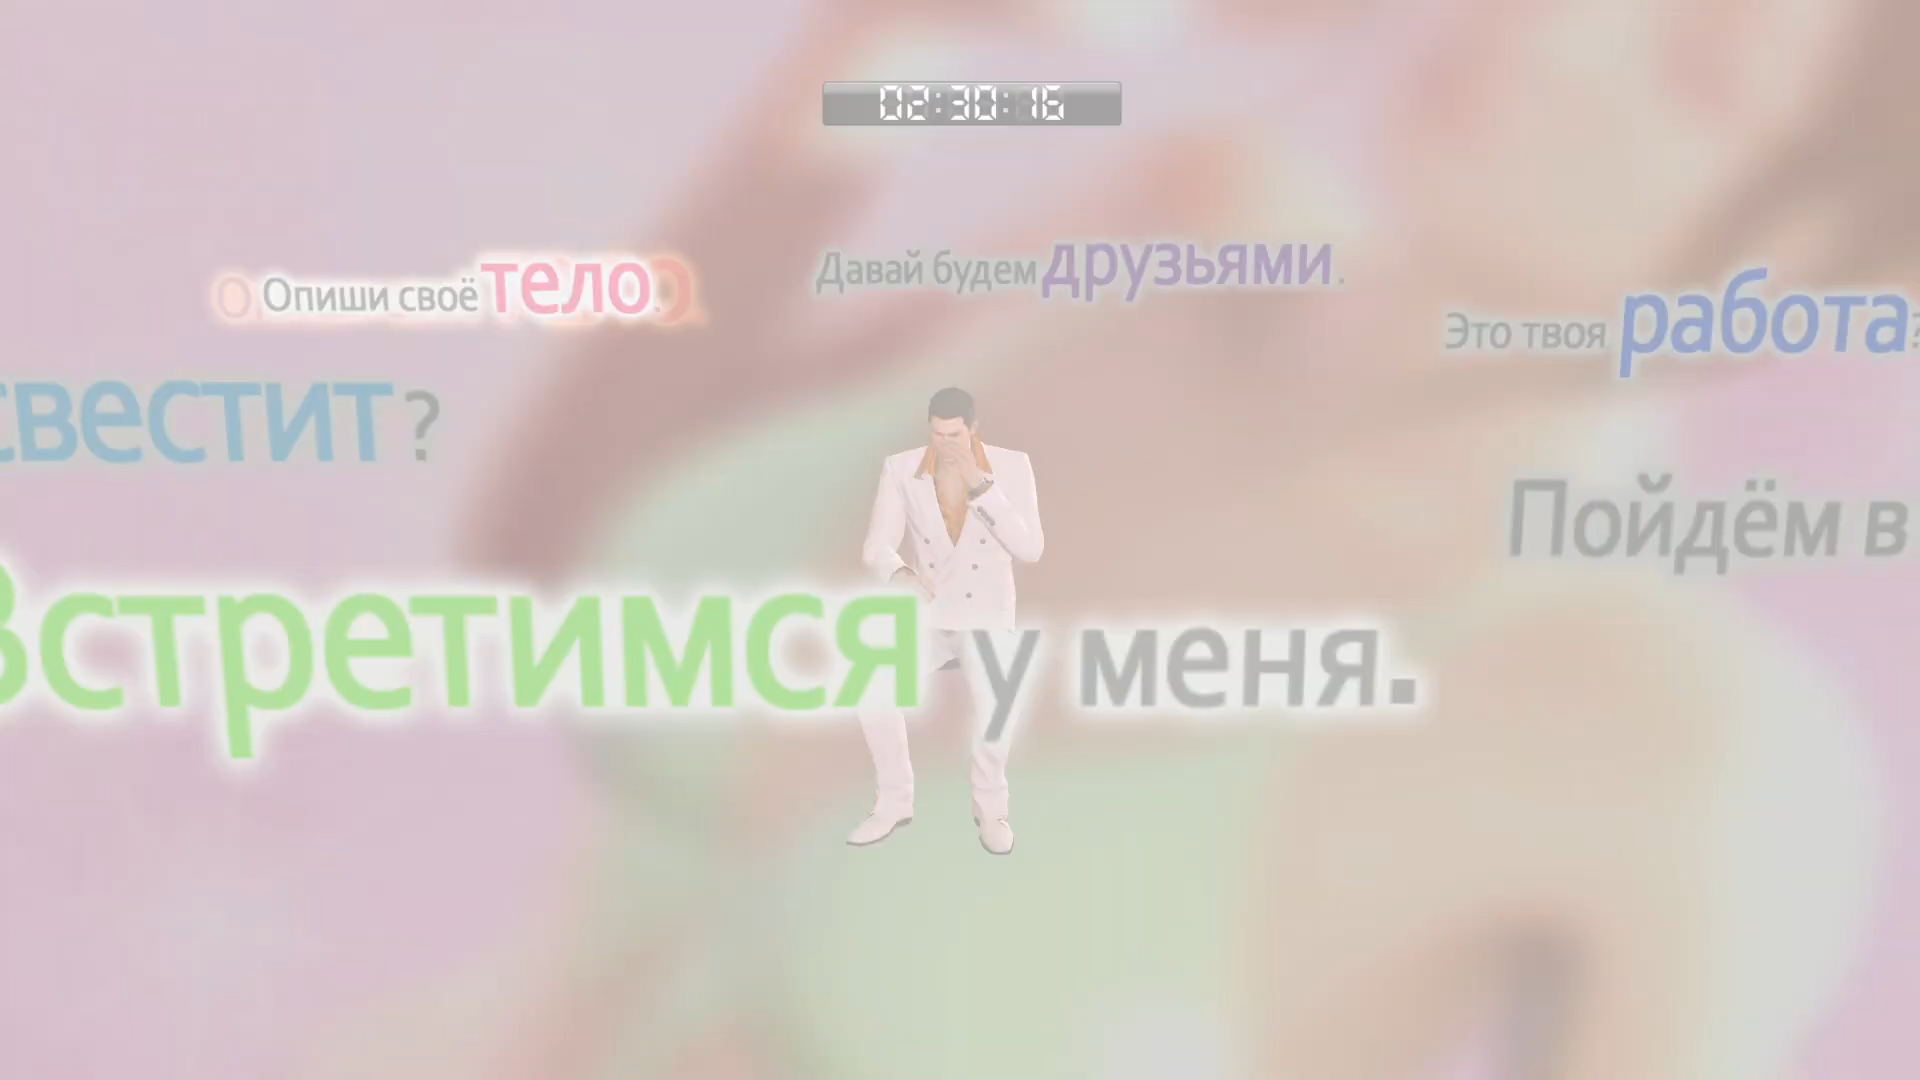 02:30:16
Давай будем друзьями.
Опиши своё тело.
Это твоя работа?
свестит?
Пойдём в
Встретимся у меня.